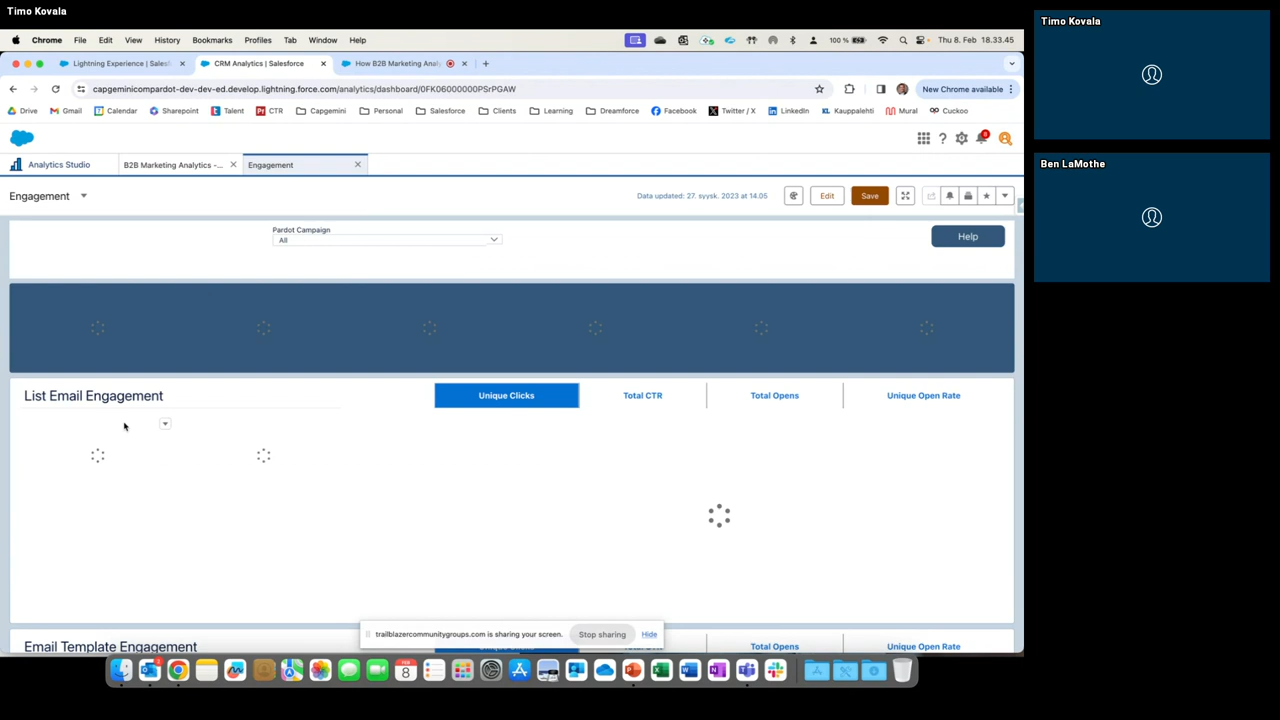 Timo Kovala
Chrome File Edit View History Bookmarks Profiles Tab Window Help
100 % Thu 8. Feb 18.33.45
Lightning Experience | Salesf
CRM Analytics | Salesforce
How B2B Marketing Anal
capgeminicompardot-dev-dev-ed.develop.lightning.force.com/analytics/dashboard/0FK06000000PSrPGAW
New Chrome available
Drive Gmail Calendar Sharepoint Talent CTR Capgemini Personal Salesforce Clients Learning Dreamforce Facebook Twitter / X LinkedIn Kauppalehti Mural Cuckoo
Analytics Studio
B2B Marketing Analytics -...
Engagement
Engagement
Data updated: 27. syysk. 2023 at 14.05
Edit
Save
Pardot Campaign
All
Help
List Email Engagement
Unique Clicks
Total CTR
Total Opens
Unique Open Rate
trailblazercommunitygroups.com is sharing your screen.
Stop sharing
Hide
Email Template Engagement
Total Opens
Unique Open Rate
Timo Kovala
Ben LaMothe